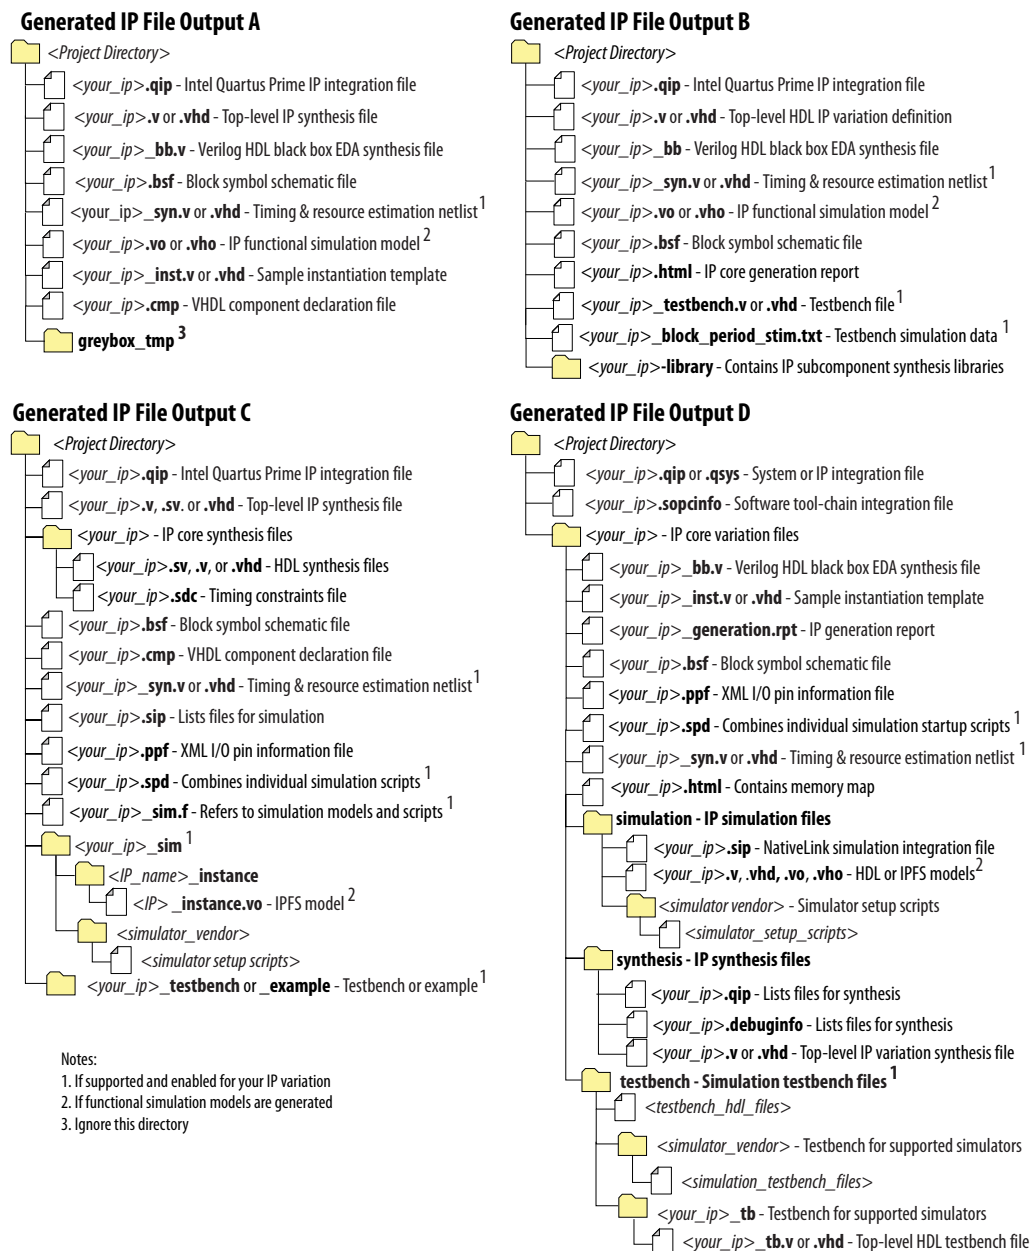 Generated IP File Output A
<Project Directory>
<your_ip>.qip - Intel Quartus Prime IP integration file
<your_ip>.v or .vhd - Top-level IP synthesis file
<your_ip>_bb.v - Verilog HDL black box EDA synthesis file
<your_ip>.bsf - Block symbol schematic file
<your_ip>_syn.v or .vhd - Timing & resource estimation netlist 1
<your_ip>.vo or .vho - IP functional simulation model 2
<your_ip>_inst.v or .vhd - Sample instantiation template
<your_ip>.cmp - VHDL component declaration file
greybox_tmp 3
Generated IP File Output B
<Project Directory>
<your_ip>.qip - Intel Quartus Prime IP integration file
<your_ip>.v or .vhd - Top-level HDL IP variation definition
<your_ip>_bb - Verilog HDL black box EDA synthesis file
<your_ip>_syn.v or .vhd - Timing & resource estimation netlist 1
<your_ip>.vo or .vho - IP functional simulation model 2
<your_ip>.bsf - Block symbol schematic file
<your_ip>.html - IP core generation report
<your_ip>_testbench.v or .vhd - Testbench file 1
<your_ip>_block_period_stim.txt - Testbench simulation data 1
<your_ip>-library - Contains IP subcomponent synthesis libraries
Generated IP File Output C
<Project Directory>
<your_ip>.qip - Intel Quartus Prime IP integration file
<your_ip>.v, .sv. or .vhd - Top-level IP synthesis file
<your_ip> - IP core synthesis files
<your_ip>.sv, .v, or .vhd - HDL synthesis files
<your_ip>.sdc - Timing constraints file
<your_ip>.bsf - Block symbol schematic file
<your_ip>.cmp - VHDL component declaration file
<your_ip>_syn.v or .vhd - Timing & resource estimation netlist 1
<your_ip>.sip - Lists files for simulation
<your_ip>.ppf - XML I/O pin information file
<your_ip>.spd - Combines individual simulation scripts 1
<your_ip>_sim.f - Refers to simulation models and scripts 1
<your_ip>_sim 1
<IP_name>_instance
<IP>_instance.vo - IPFS model 2
<simulator_vendor>
<simulator setup scripts>
<your_ip>_testbench or _example - Testbench or example 1
Notes:
1. If supported and enabled for your IP variation
2. If functional simulation models are generated
3. Ignore this directory
Generated IP File Output D
<Project Directory>
<your_ip>.qip or .qsys - System or IP integration file
<your_ip>.sopcinfo - Software tool-chain integration file
<your_ip> - IP core variation files
<your_ip>_bb.v - Verilog HDL black box EDA synthesis file
<your_ip>_inst.v or .vhd - Sample instantiation template
<your_ip>_generation.rpt - IP generation report
<your_ip>.bsf - Block symbol schematic file
<your_ip>.ppf - XML I/O pin information file
<your_ip>.spd - Combines individual simulation startup scripts 1
<your_ip>_syn.v or .vhd - Timing & resource estimation netlist 1
<your_ip>.html - Contains memory map
simulation - IP simulation files
<your_ip>.sip - NativeLink simulation integration file
<your_ip>.v, .vhd, .vo, .vho - HDL or IPFS models 2
<simulator vendor> - Simulator setup scripts
<simulator_setup_scripts>
synthesis - IP synthesis files
<your_ip>.qip - Lists files for synthesis
<your_ip>.debuginfo - Lists files for synthesis
<your_ip>.v or .vhd - Top-level IP variation synthesis file
testbench - Simulation testbench files 1
<testbench_hdl_files>
<simulator_vendor> - Testbench for supported simulators
<simulation_testbench_files>
<your_ip>_tb - Testbench for supported simulators
<your_ip>_tb.v or .vhd - Top-level HDL testbench file